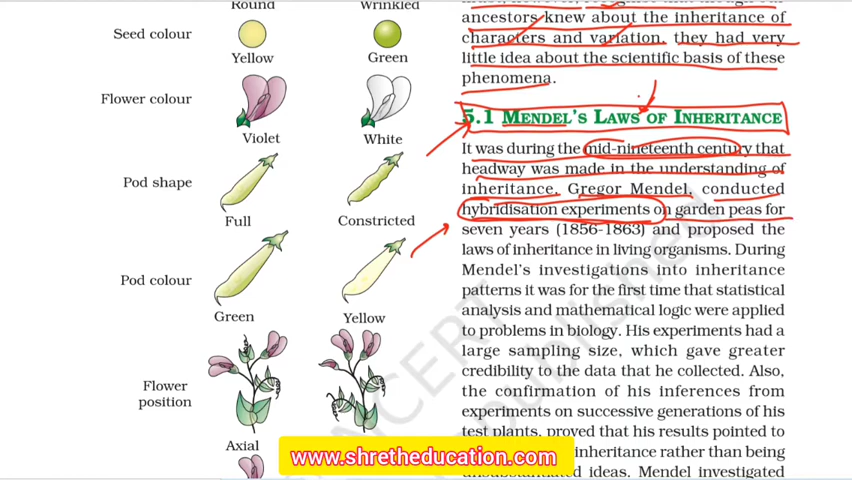 Round Wrinkled
Seed colour
Yellow Green
Flower colour
Violet White
Pod shape
Full Constricted
Pod colour
Green Yellow
Flower
position
Axial
ancestors knew about the inheritance of
characters and variation, they had very
little idea about the scientific basis of these
phenomena.
5.1 MENDEL'S LAWS OF INHERITANCE
It was during the mid-nineteenth century that
headway was made in the understanding of
inheritance. Gregor Mendel, conducted
hybridisation experiments on garden peas for
seven years (1856-1863) and proposed the
laws of inheritance in living organisms. During
Mendel's investigations into inheritance
patterns it was for the first time that statistical
analysis and mathematical logic were applied
to problems in biology. His experiments had a
large sampling size, which gave greater
credibility to the data that he collected. Also,
the confirmation of his inferences from
experiments on successive generations of his
test plants, proved that his results pointed to
inheritance rather than being
unsubstantiated ideas. Mendel investigated
www.shretheducation.com